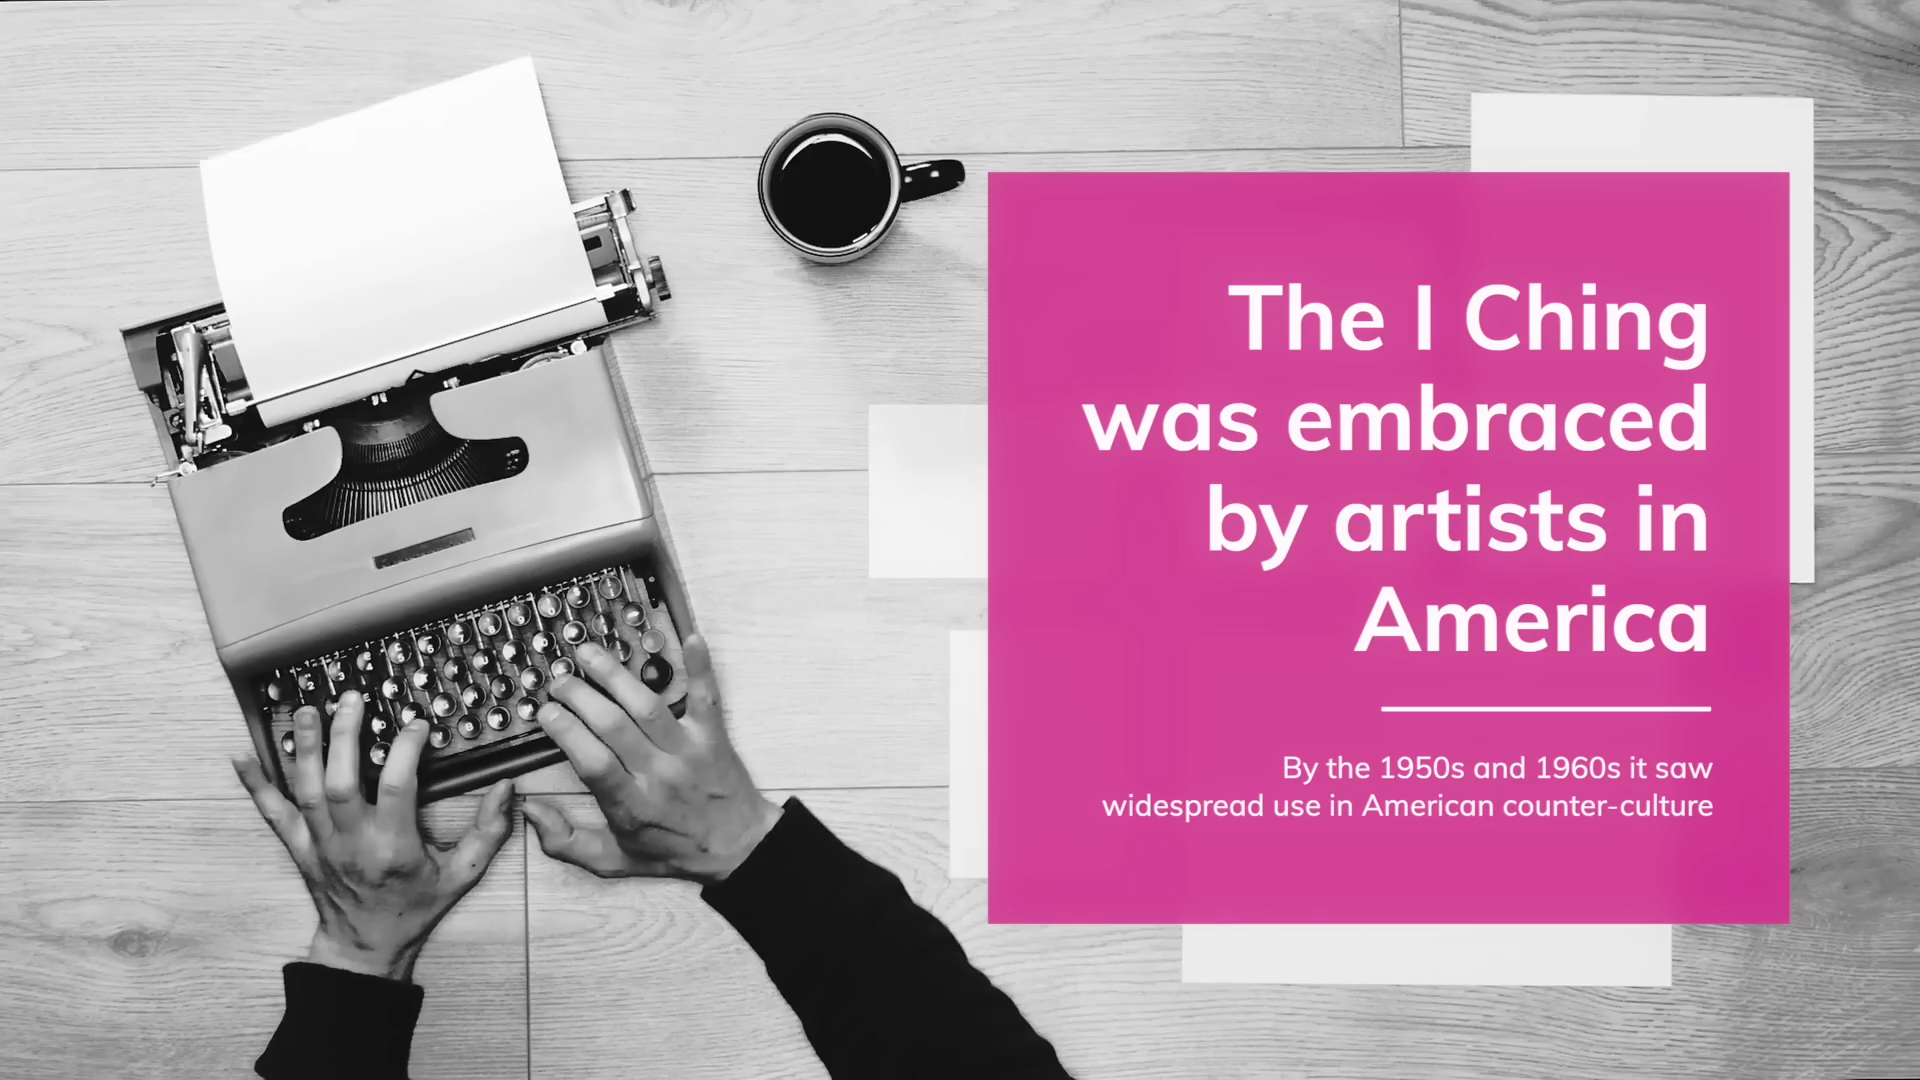 The I Ching
was embraced
by artists in
America
By the 1950s and 1960s it saw
widespread use in American counter-culture